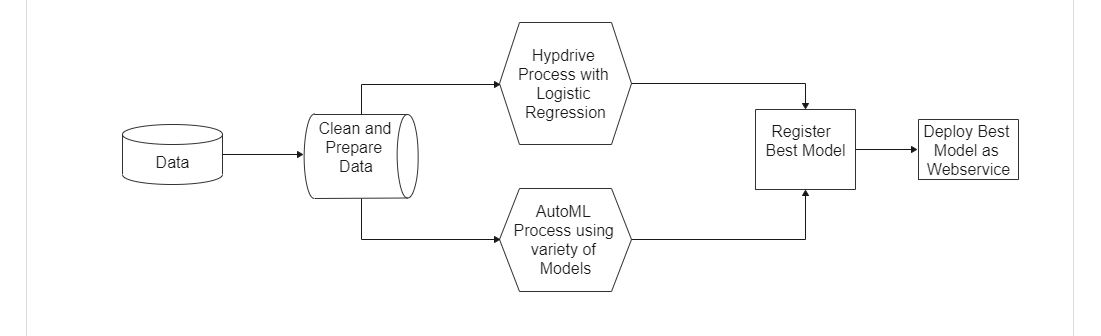 Data
Clean and
Prepare
Data
Hypdrive
Process with
Logistic
Regression
AutoML
Process using
variety of
Models
Register
Best Model
Deploy Best
Model as
Webservice